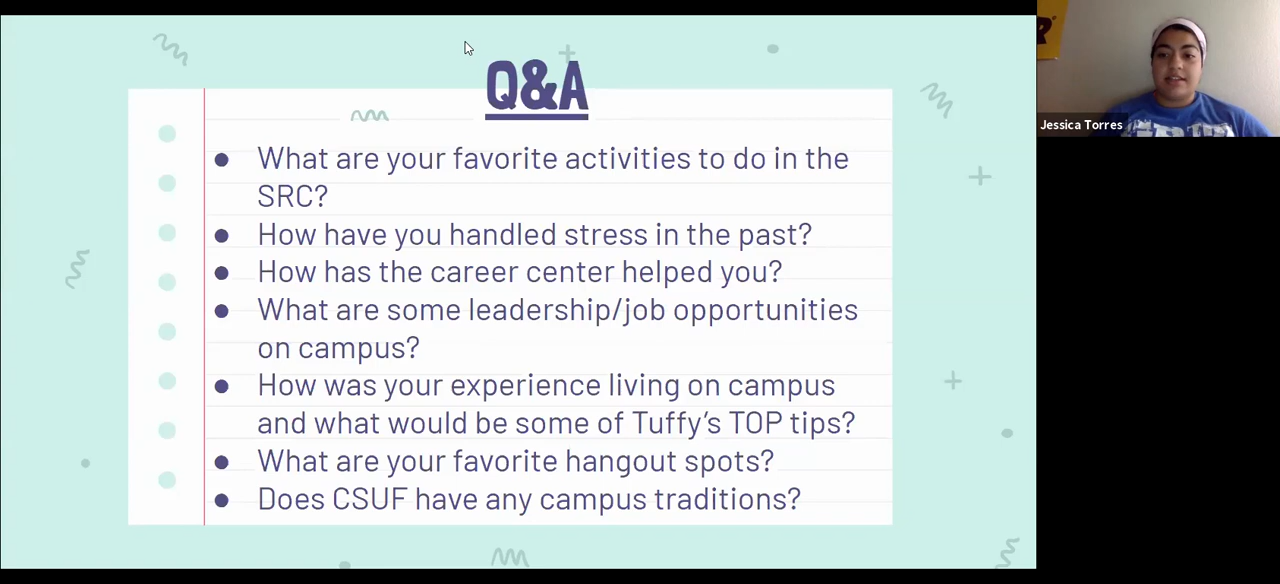 Q&A
● What are your favorite activities to do in the
SRC?
● How have you handled stress in the past?
● How has the career center helped you?
● What are some leadership/job opportunities
on campus?
● How was your experience living on campus
and what would be some of Tuffy’s TOP tips?
● What are your favorite hangout spots?
● Does CSUF have any campus traditions?
Jessica Torres